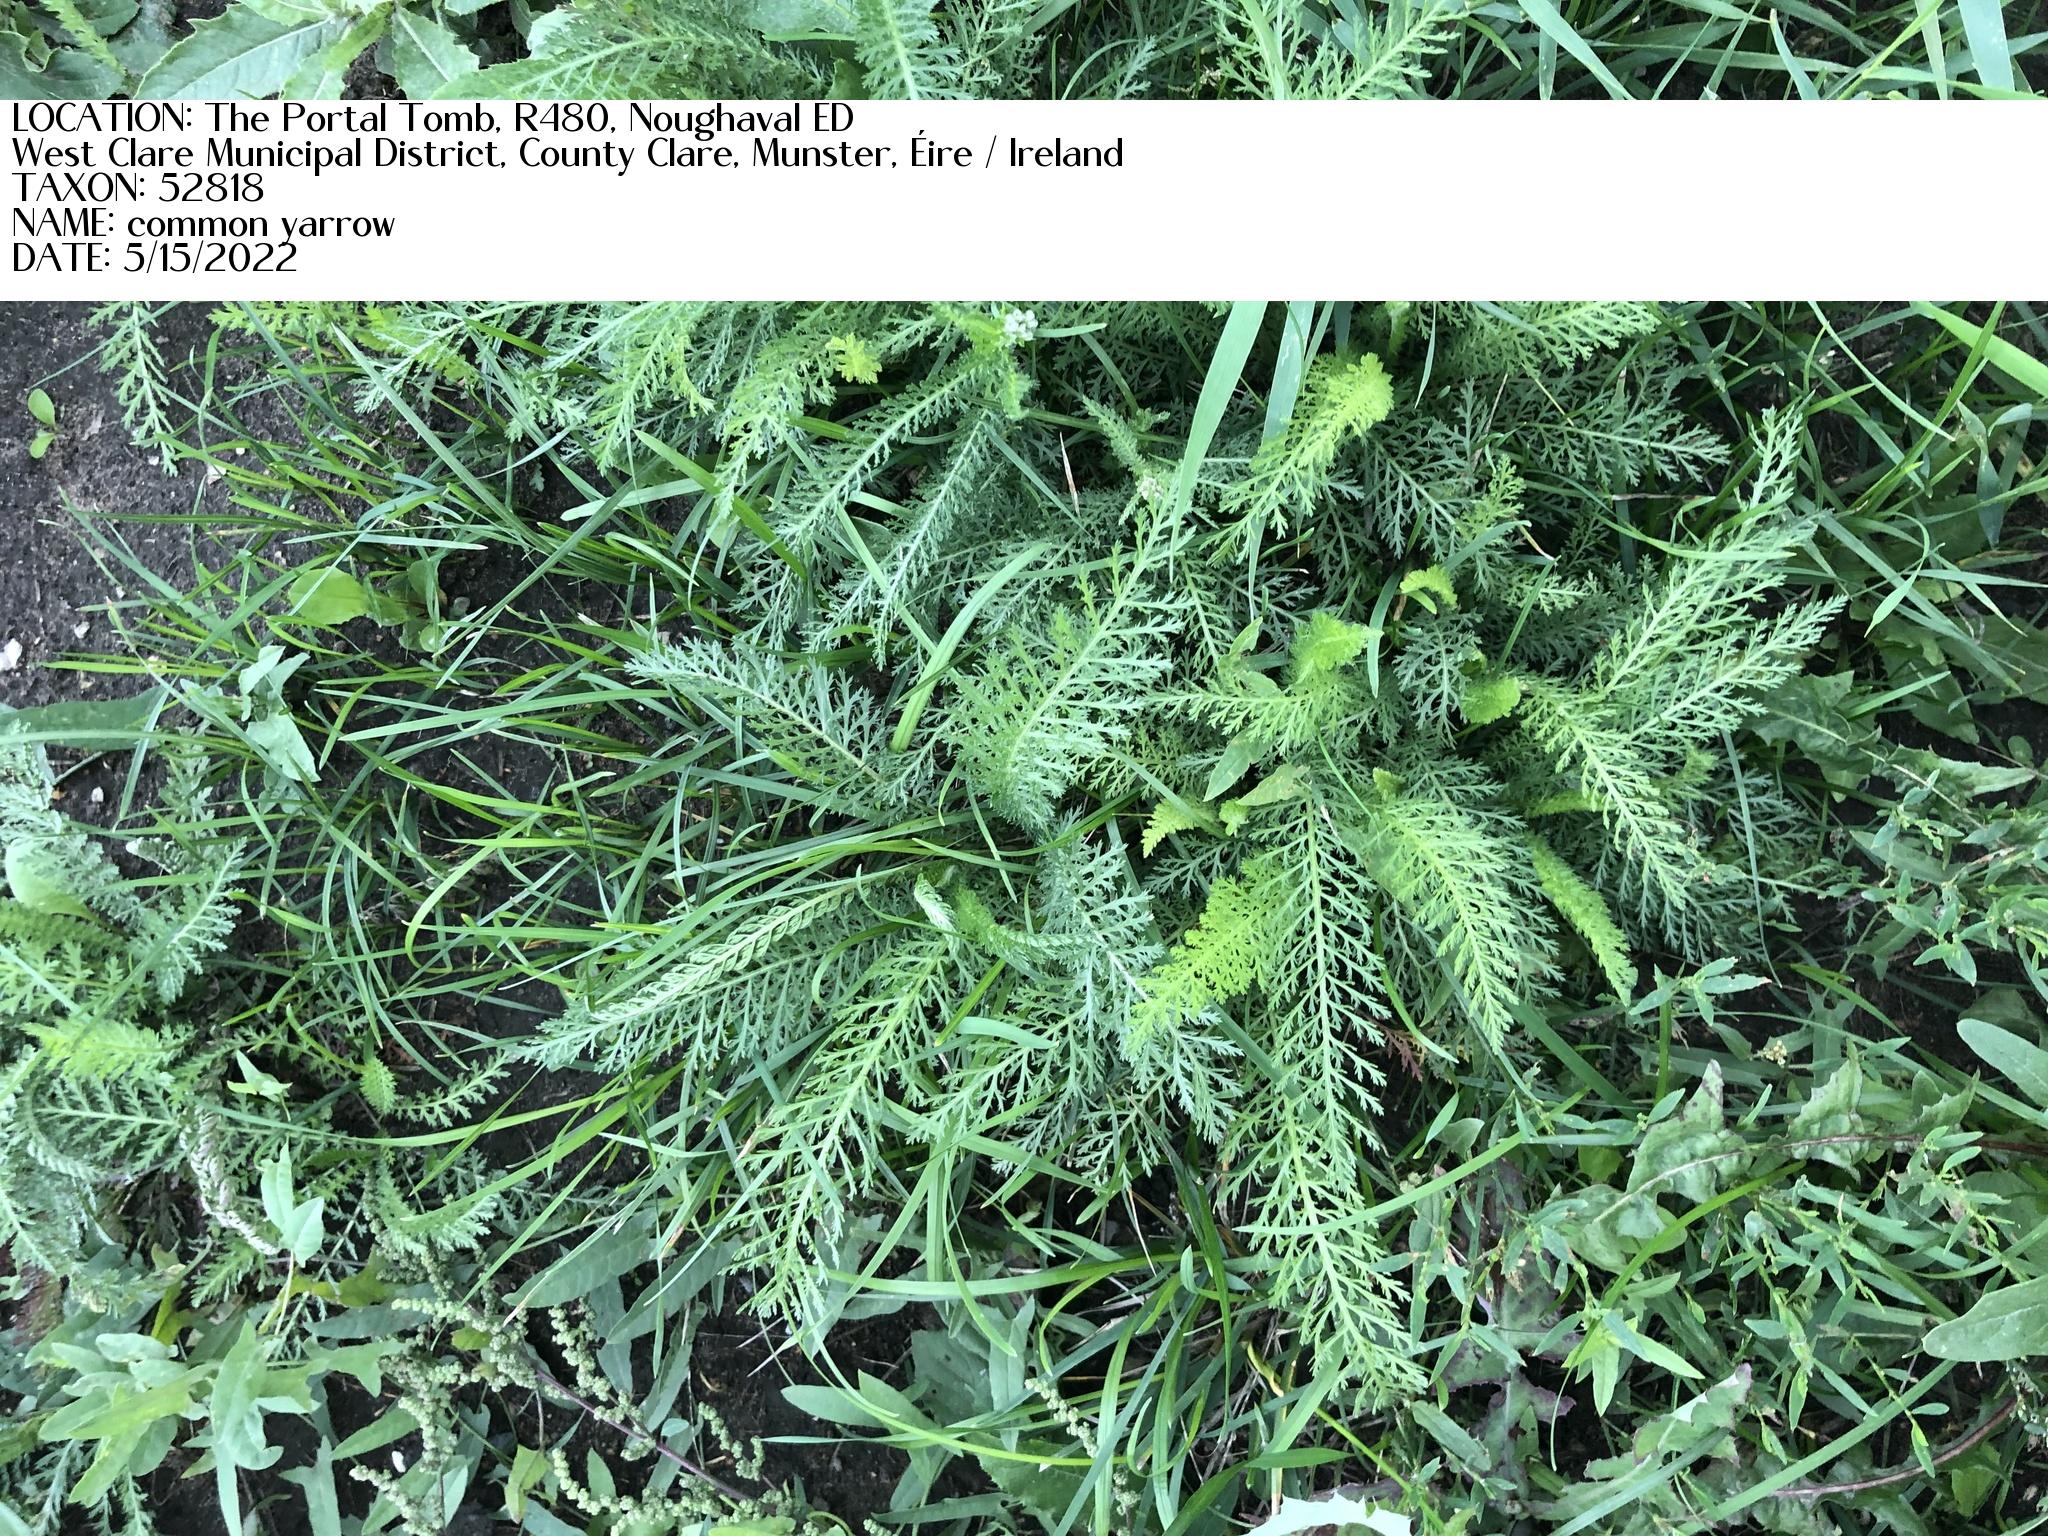 LOCATION: The Portal Tomb, R480, Noughaval ED
West Clare Municipal District, County Clare, Munster, Éire / Ireland
TAXON: 52818
NAME: common yarrow
DATE: 5/15/2022